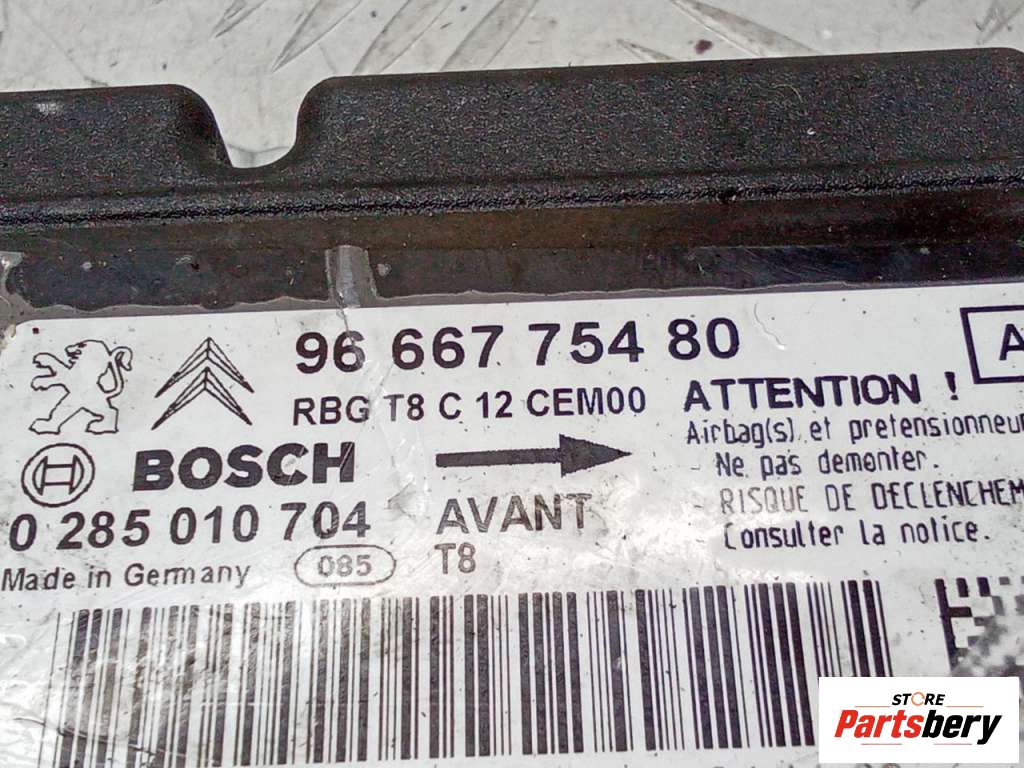 96 667 754 80
A
RBG T8 C 12 CEM00
ATTENTION !
Airbag(s) et pretensionneu
Ne pas demonter.
RISQUE DE DECLENCHEM
Consulter la notice.
BOSCH
0 285 010 704
AVANT
Made in Germany
085
T8
STORE
Partsbery